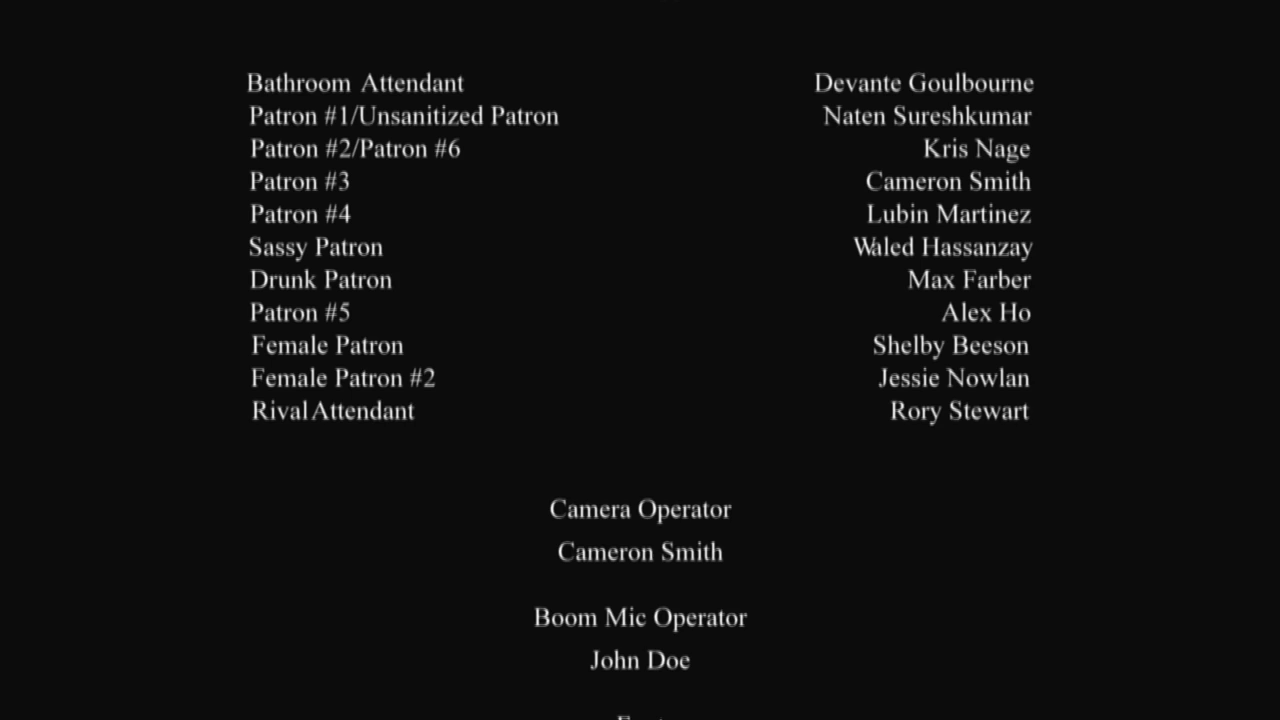 Bathroom Attendant Devante Goulbourne
Patron #1/Unsanitized Patron Naten Sureshkumar
Patron #2/Patron #6 Kris Nage
Patron #3 Cameron Smith
Patron #4 Lubin Martinez
Sassy Patron Waled Hassanzay
Drunk Patron Max Farber
Patron #5 Alex Ho
Female Patron Shelby Beeson
Female Patron #2 Jessie Nowlan
Rival Attendant Rory Stewart
Camera Operator
Cameron Smith
Boom Mic Operator
John Doe